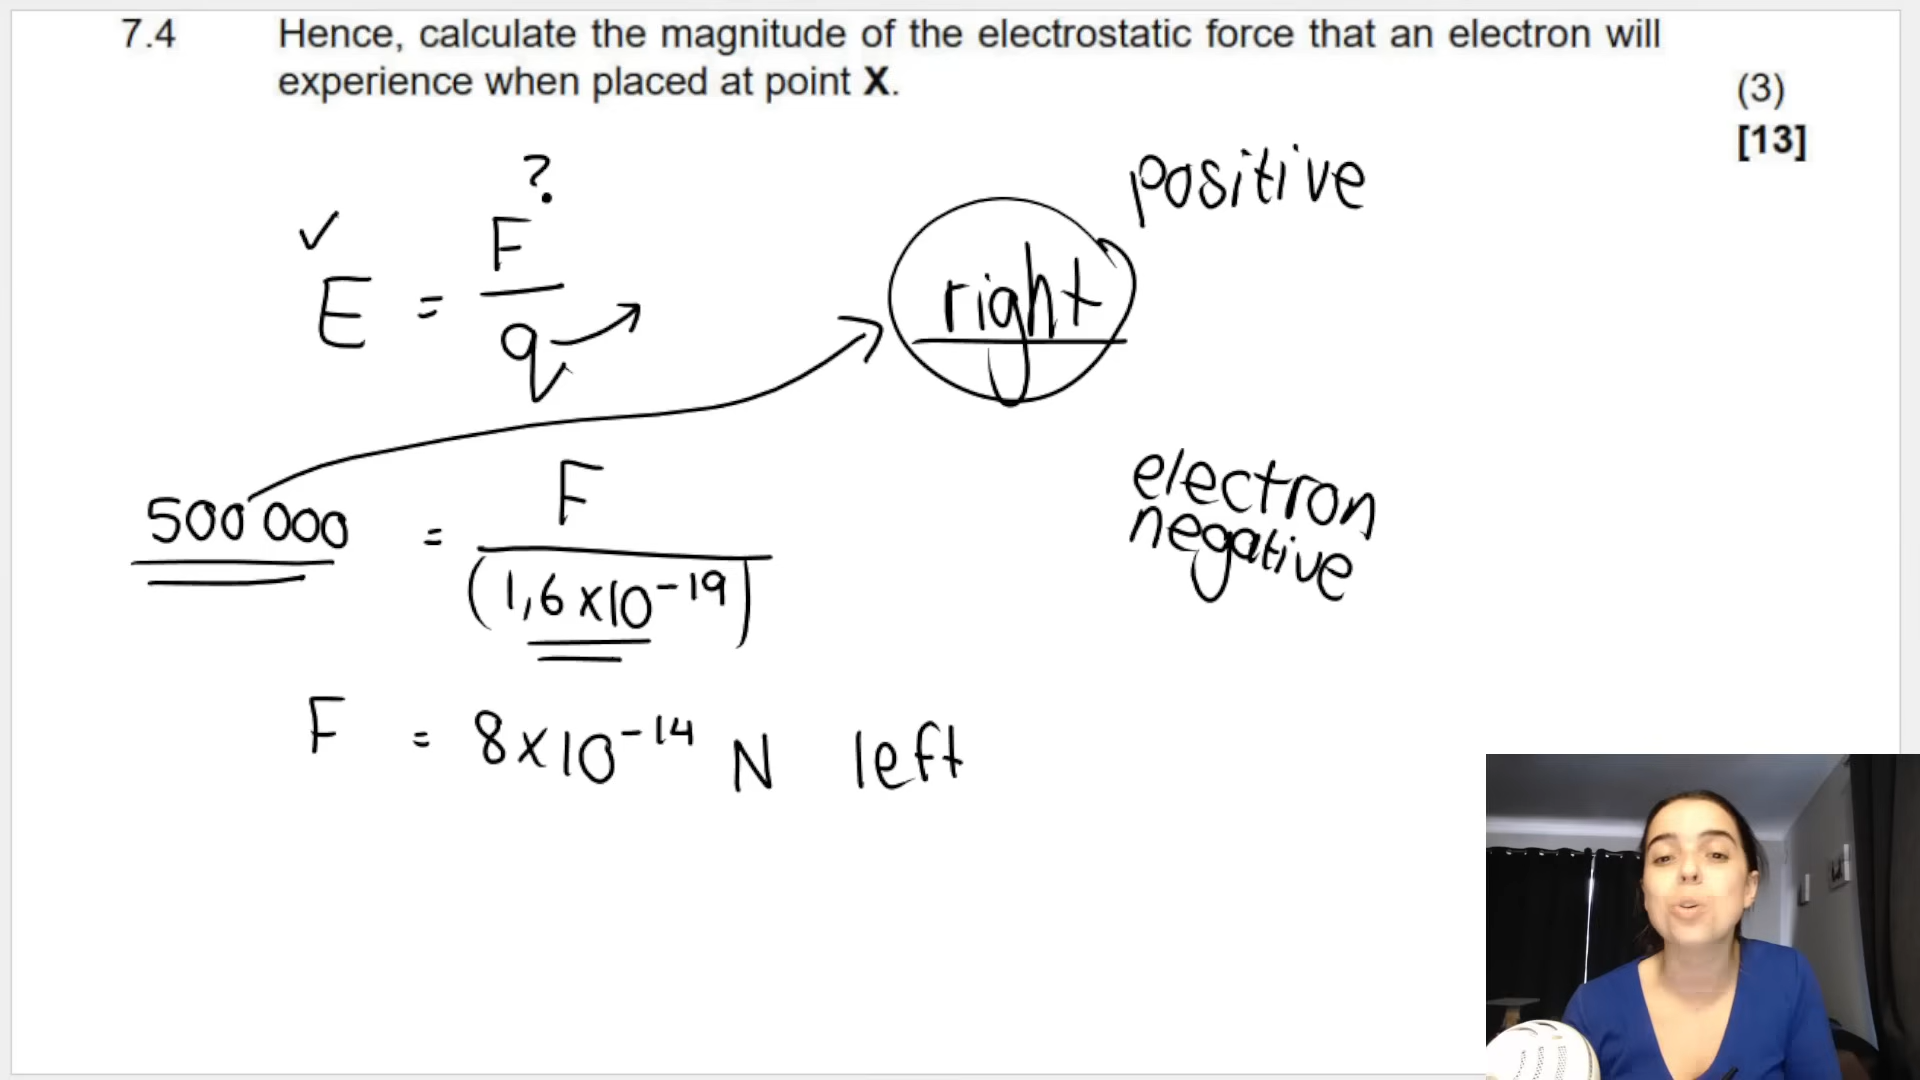 7.4 Hence, calculate the magnitude of the electrostatic force that an electron will
experience when placed at point X.
(3)
[13]
positive
?
✓ E = F / q
right
500 000 = F / (1,6 × 10⁻¹⁹)
electron
negative
F = 8 × 10⁻¹⁴ N left